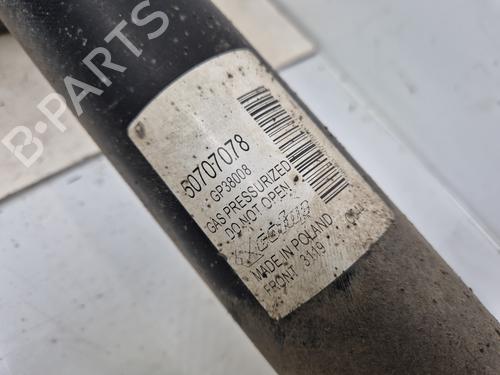 B-PARTS
50707078
GP38008
GAS PRESSURIZED
DO NOT OPEN
MADE IN POLAND
FRONT 3119